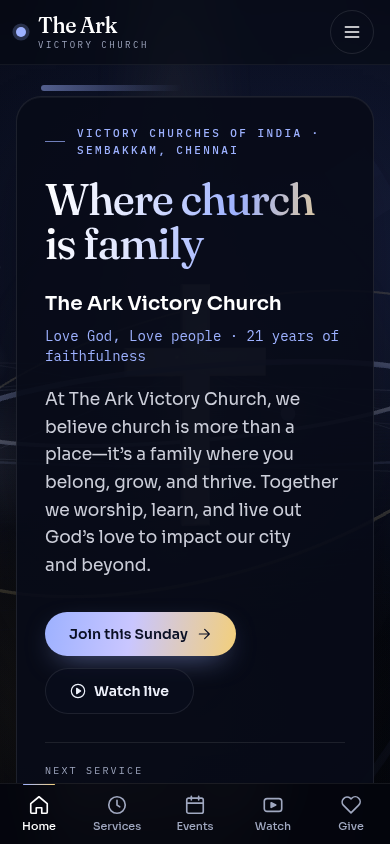 The Ark
VICTORY CHURCH
VICTORY CHURCHES OF INDIA ·
SEMBAKKAM, CHENNAI
Where church
is family
The Ark Victory Church
Love God, Love people · 21 years of
faithfulness
At The Ark Victory Church, we
believe church is more than a
place—it’s a family where you
belong, grow, and thrive. Together
we worship, learn, and live out
God’s love to impact our city
and beyond.
Join this Sunday
Watch live
NEXT SERVICE
Home
Services
Events
Watch
Give